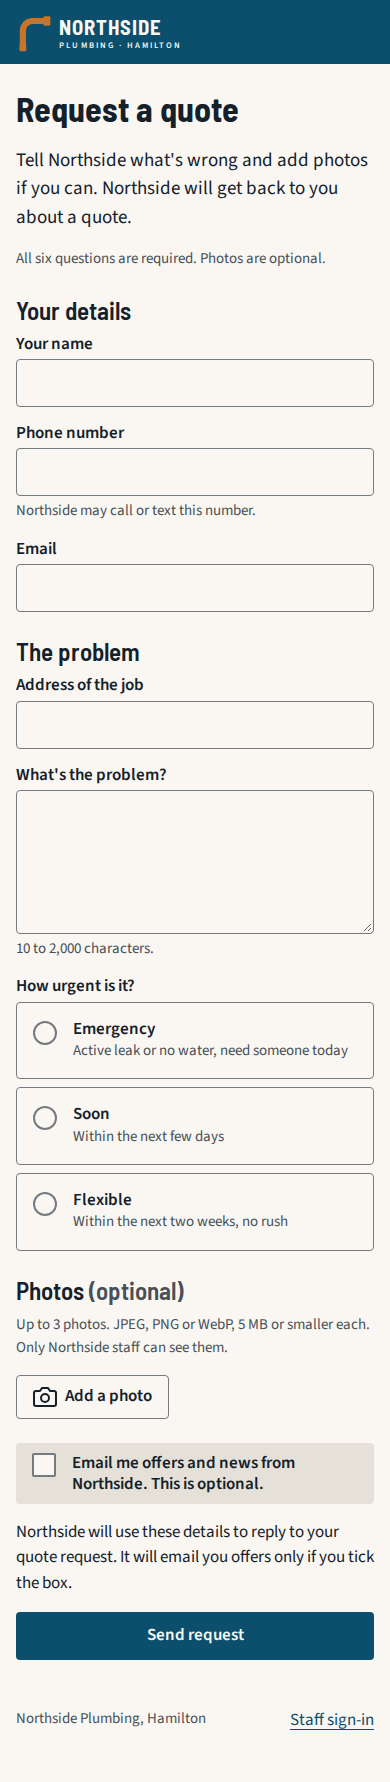 NORTHSIDE
PLUMBING · HAMILTON
Request a quote
Tell Northside what's wrong and add photos
if you can. Northside will get back to you
about a quote.
All six questions are required. Photos are optional.
Your details
Your name
Phone number
Northside may call or text this number.
Email
The problem
Address of the job
What's the problem?
10 to 2,000 characters.
How urgent is it?
Emergency
Active leak or no water, need someone today
Soon
Within the next few days
Flexible
Within the next two weeks, no rush
Photos (optional)
Up to 3 photos. JPEG, PNG or WebP, 5 MB or smaller each.
Only Northside staff can see them.
Add a photo
Email me offers and news from
Northside. This is optional.
Northside will use these details to reply to your
quote request. It will email you offers only if you tick
the box.
Send request
Northside Plumbing, Hamilton
Staff sign-in